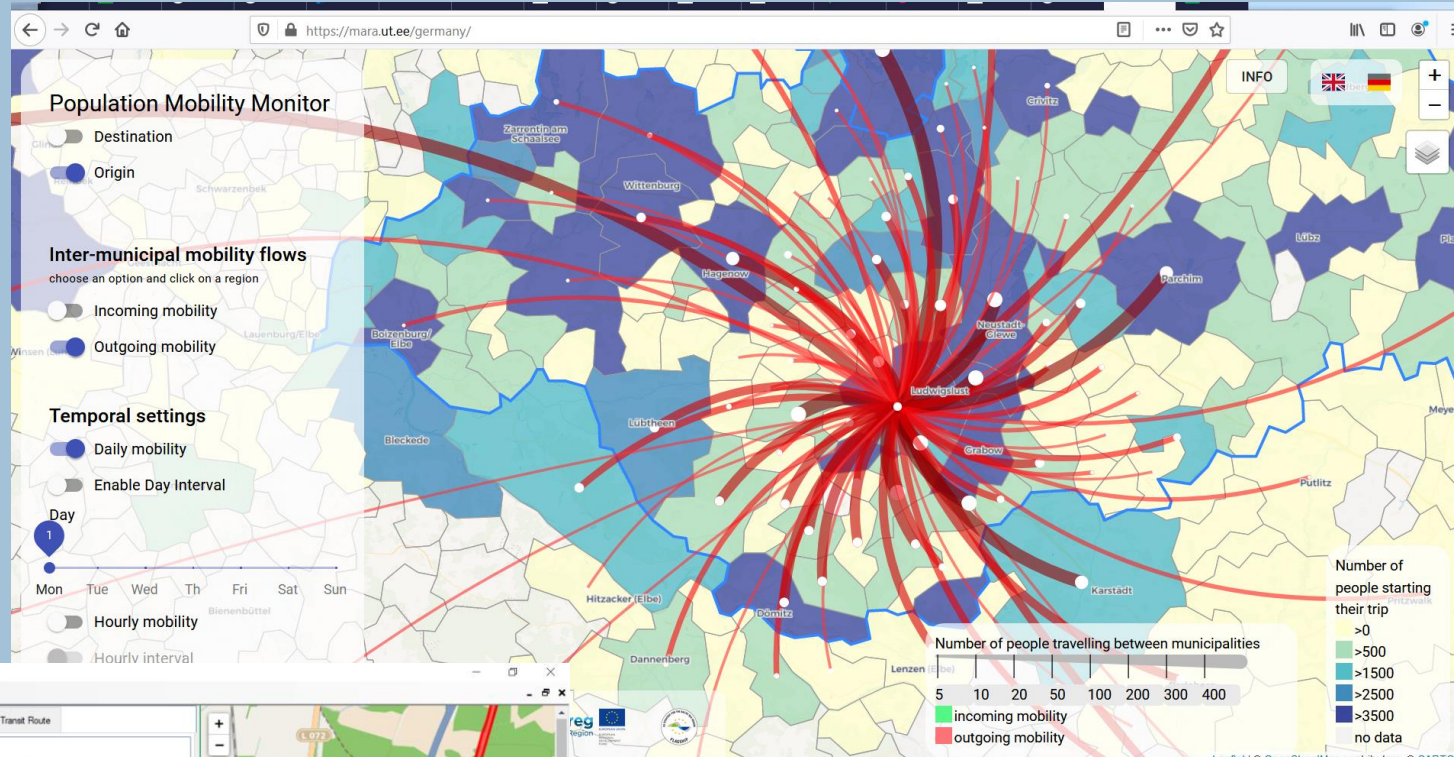 https://mara.ut.ee/germany/
Population Mobility Monitor
Destination
Origin
Inter-municipal mobility flows
choose an option and click on a region
Incoming mobility
Outgoing mobility
Temporal settings
Daily mobility
Enable Day Interval
Day
1
Mon Tue Wed Th Fri Sat Sun
Hourly mobility
Hourly interval
Schwarzenbek
Lauenburg/Elbe
Bienenbüttel
Zarrentin am
Schaalsee
Wittenburg
Hagenow
Boizenburg/
Elbe
Bleckede
Lübtheen
Hitzacker (Elbe)
Dannenberg
Dömitz
Crivitz
Neustadt-
Glewe
Ludwigslust
Grabow
Parchim
Lübz
Putlitz
Karstädt
Pritzwalk
Lenzen (Elbe)
INFO
+
−
Number of people travelling between municipalities
5 10 20 50 100 200 300 400
incoming mobility
outgoing mobility
Number of
people starting
their trip
>0
>500
>1500
>2500
>3500
no data
Transit Route
+
−
L 072